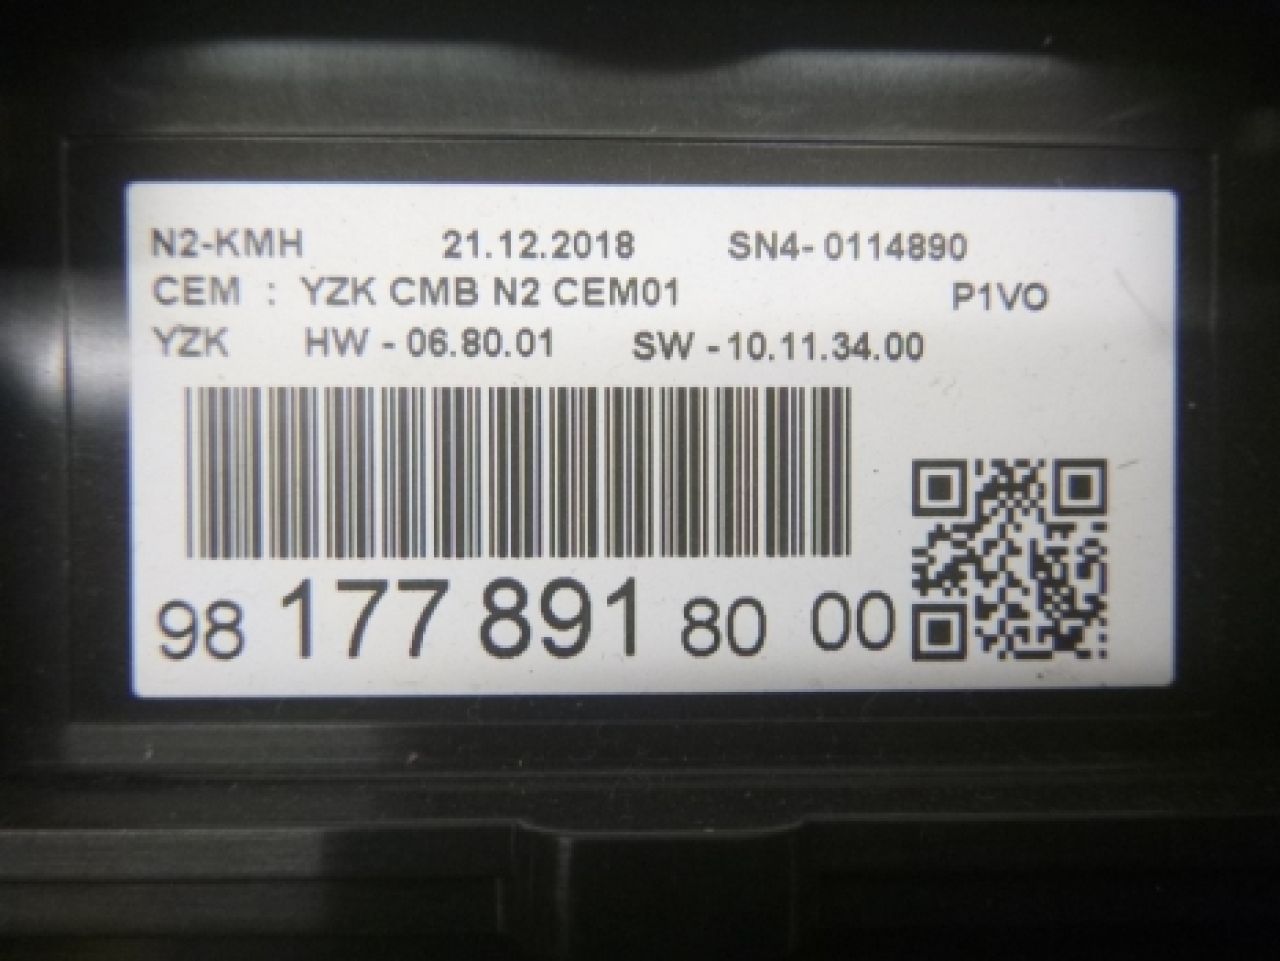 N2-KMH 21.12.2018 SN4-0114890
CEM : YZK CMB N2 CEM01 P1VO
YZK HW - 06.80.01 SW -10.11.34.00
98 177 891 80 00